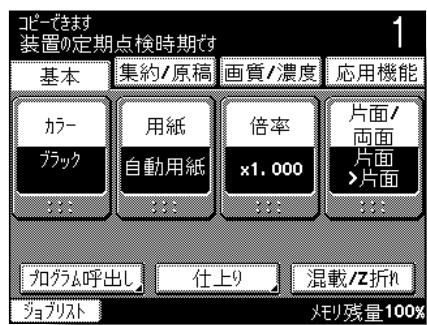 ｺﾋﾟｰできます
装置の定期点検時期です
1
基本
集約/原稿
画質/濃度
応用機能
ｶﾗｰ
ﾌﾞﾗｯｸ
用紙
自動用紙
倍率
x1.000
片面/
両面
片面
>片面
ﾌﾟﾛｸﾞﾗﾑ呼出し
仕上り
混載/Z折れ
ｼﾞｮﾌﾞﾘｽﾄ
ﾒﾓﾘ残量100%